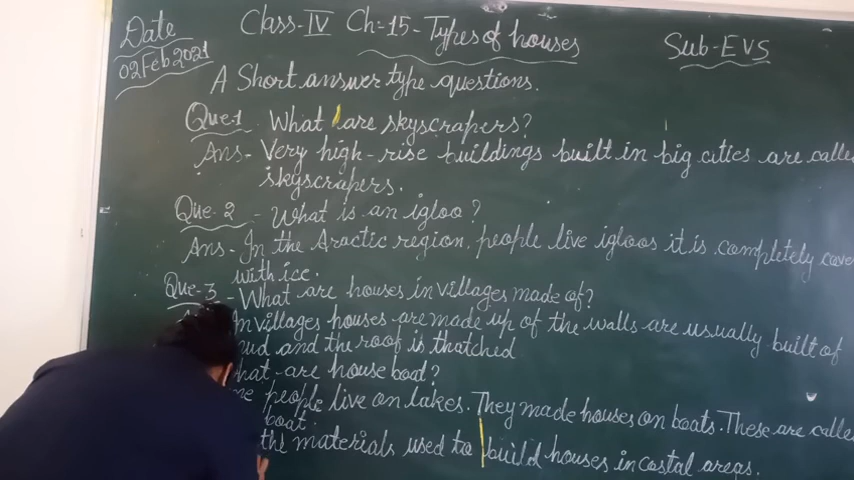 Date
02 Feb 2021
Class-IV Ch-15-Types of houses
Sub-EVS
A Short answer type questions.
Que.1 What are skyscrapers?
Ans- Very high-rise buildings built in big cities are calle
skyscrapers.
Que.2 - What is an igloo?
Ans- In the Aractic region, people live igloos it is completely cove
with ice.
Que-3 - What are houses in villages made of?
In villages houses are made up of the walls are usually built of
mud and the roof is thatched
hat are house boat?
me people live on lakes. They made houses on boats. These are calle
boat.
the materials used to build houses in costal areas.